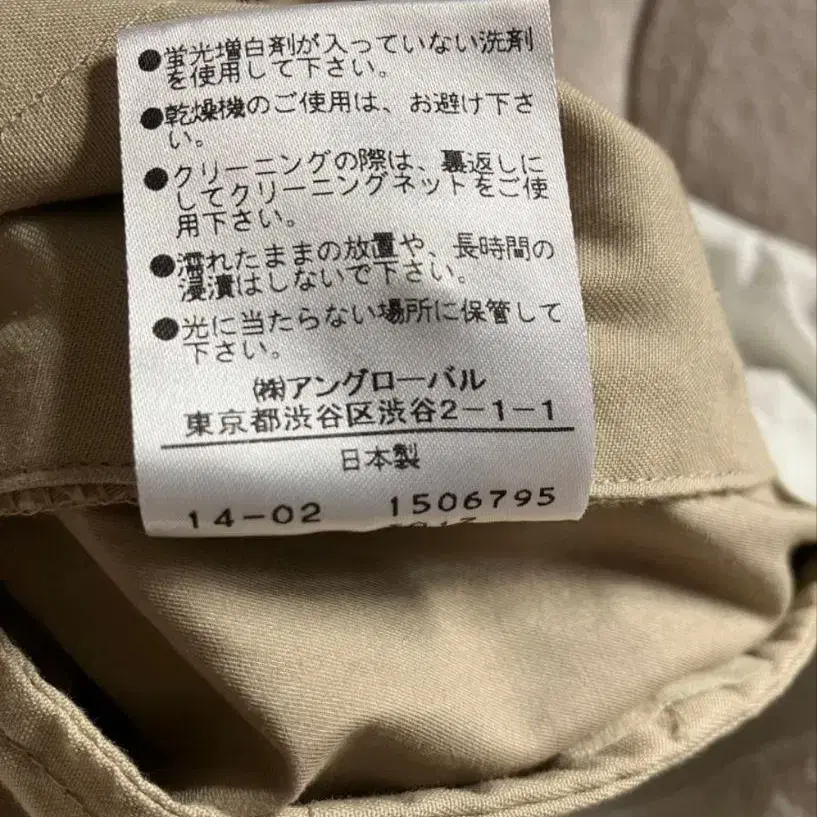 ●蛍光増白剤が入っていない洗剤
を使用して下さい。
●乾燥機のご使用は、お避け下さ
い。
●クリーニングの際は、裏返しに
してクリーニングネットをご使
用下さい。
●濡れたままの放置や、長時間の
浸漬はしないで下さい。
●光に当たらない場所に保管して
下さい。
㈱アングローバル
東京都渋谷区渋谷2-1-1
日本製
14-02 1506795